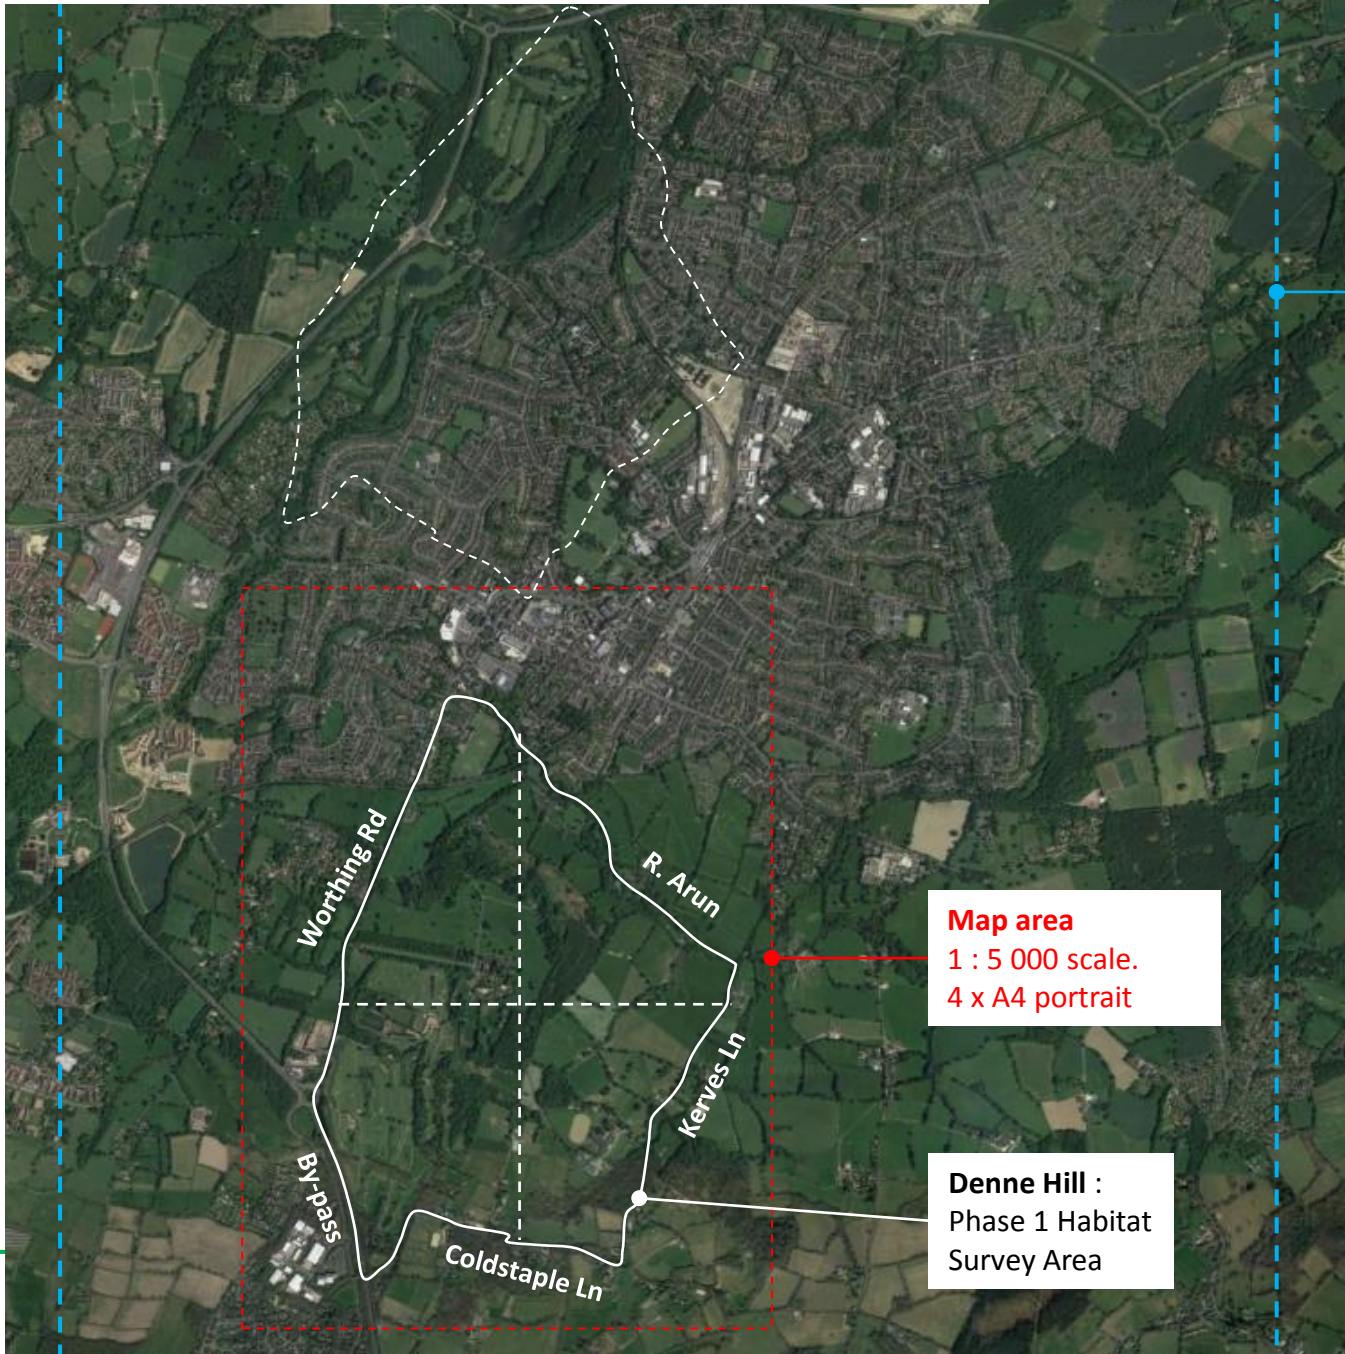 Worthing Rd
R. Arun
Map area
1 : 5 000 scale.
4 x A4 portrait
Kerves Ln
By-pass
Denne Hill :
Phase 1 Habitat
Survey Area
Coldstaple Ln